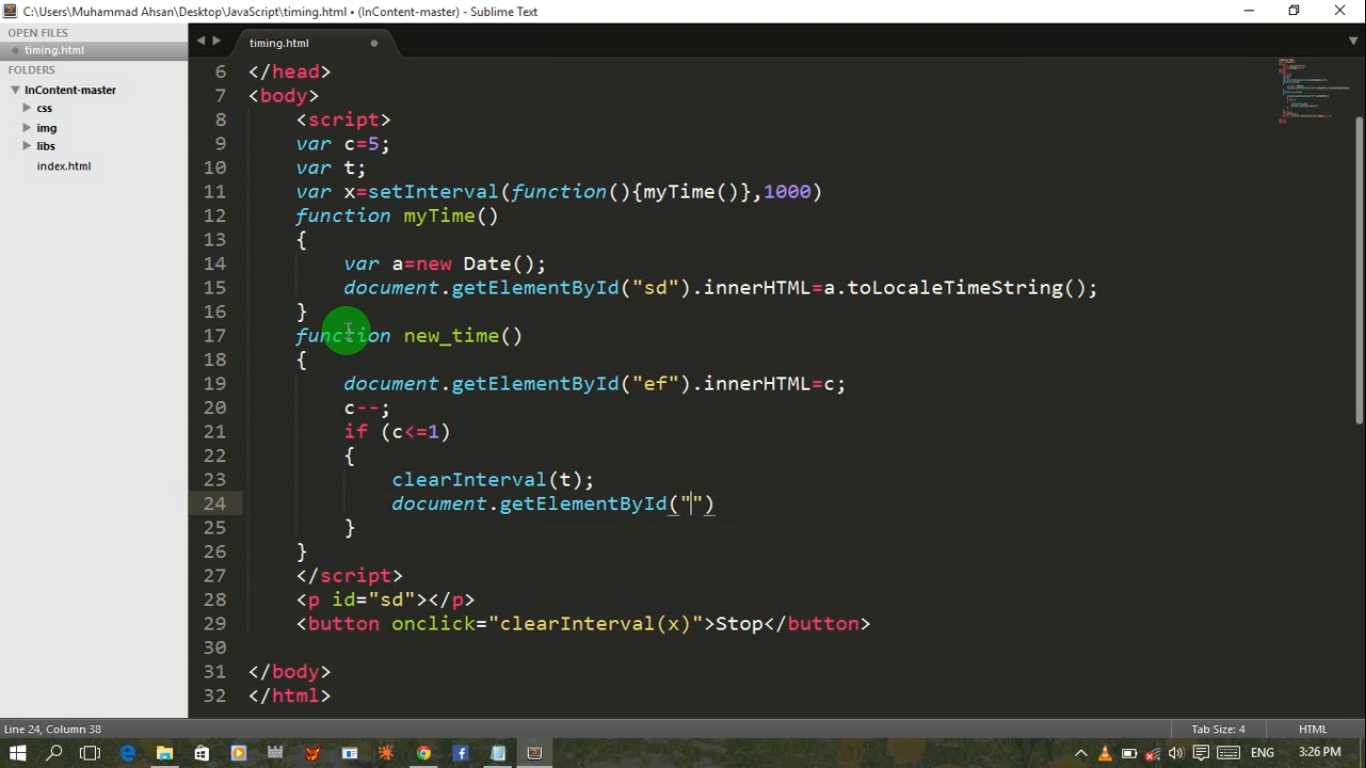 C:\Users\Muhammad Ahsan\Desktop\JavaScript\timing.html • (InContent-master) - Sublime Text
OPEN FILES
timing.html
FOLDERS
InContent-master
css
img
libs
index.html
timing.html
6 </head>
7 <body>
8 <script>
9 var c=5;
10 var t;
11 var x=setInterval(function(){myTime()},1000)
12 function myTime()
13 {
14 var a=new Date();
15 document.getElementById("sd").innerHTML=a.toLocaleTimeString();
16 }
17 function new_time()
18 {
19 document.getElementById("ef").innerHTML=c;
20 c--;
21 if (c<=1)
22 {
23 clearInterval(t);
24 document.getElementById("")
25 }
26 }
27 </script>
28 <p id="sd"></p>
29 <button onclick="clearInterval(x)">Stop</button>
30
31 </body>
32 </html>
Line 24, Column 38
Tab Size: 4
HTML
ENG
3:26 PM